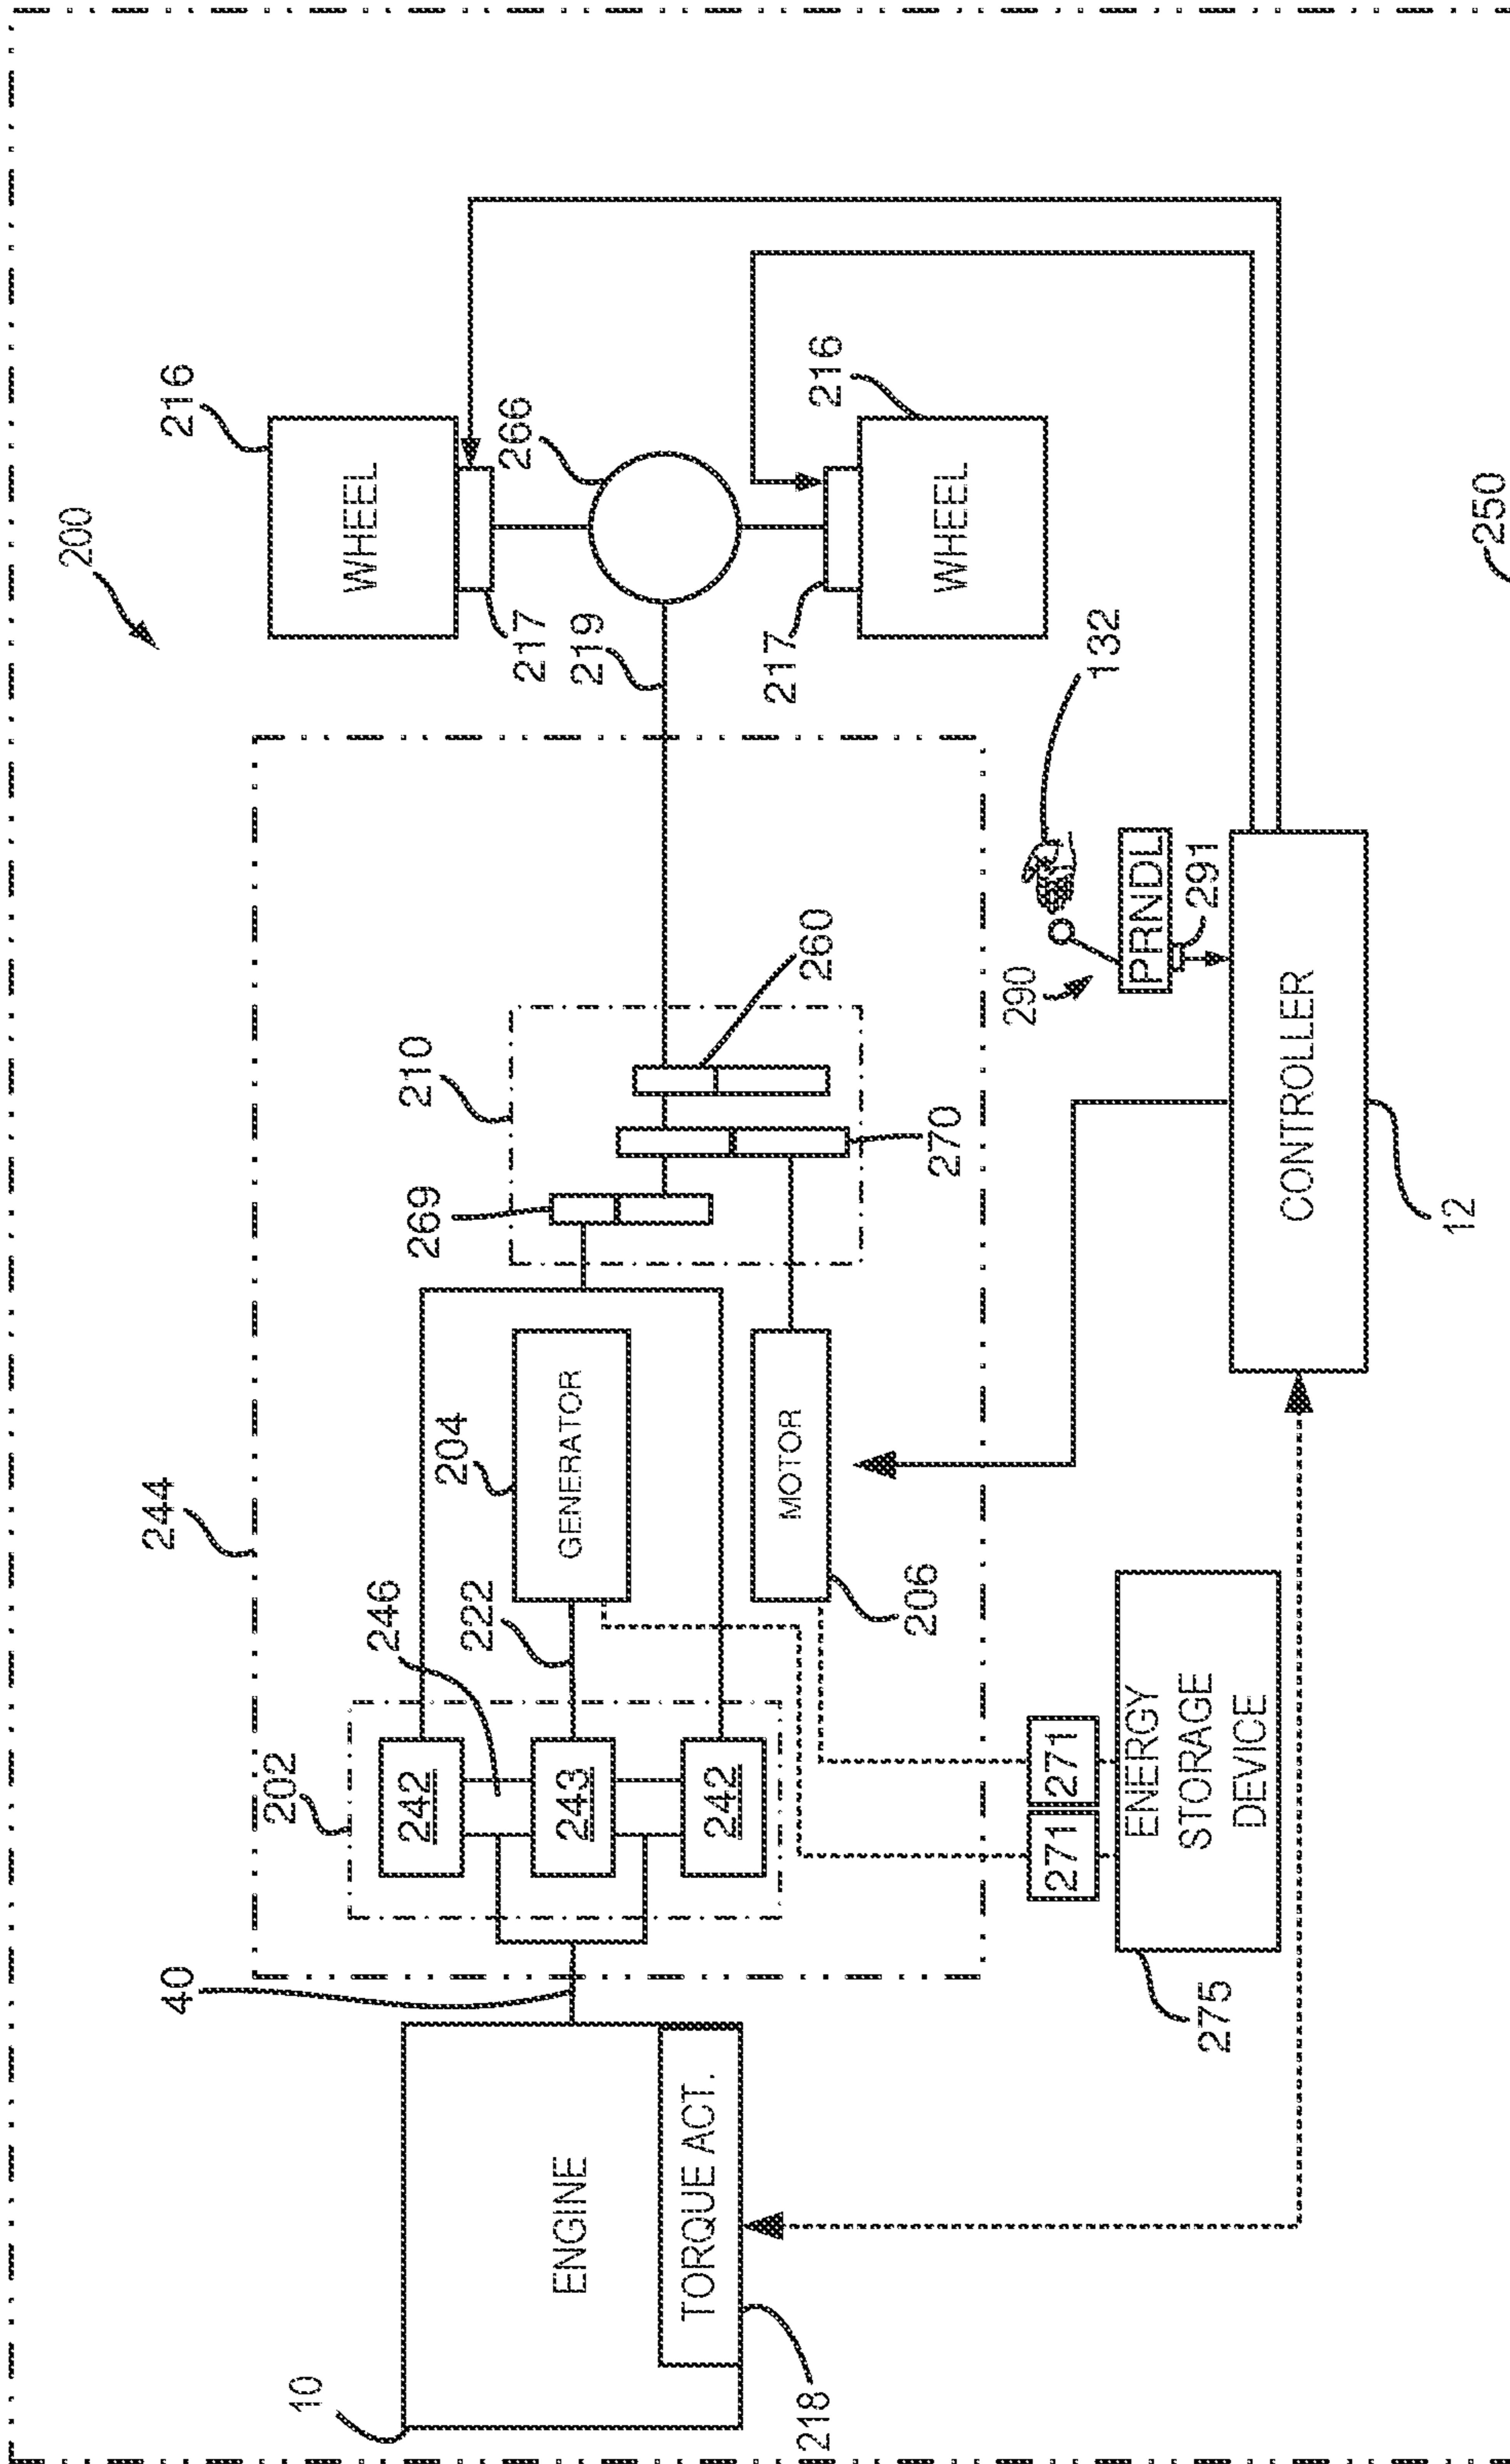 200
216
WHEEL
217
266
219
217
216
WHEEL
250
244
210
269
260
270
132
290
PRNDL
291
CONTROLLER
12
204
GENERATOR
MOTOR
206
246
222
202
242
243
242
40
271
271
ENERGY
STORAGE
DEVICE
275
10
ENGINE
TORQUE ACT.
218